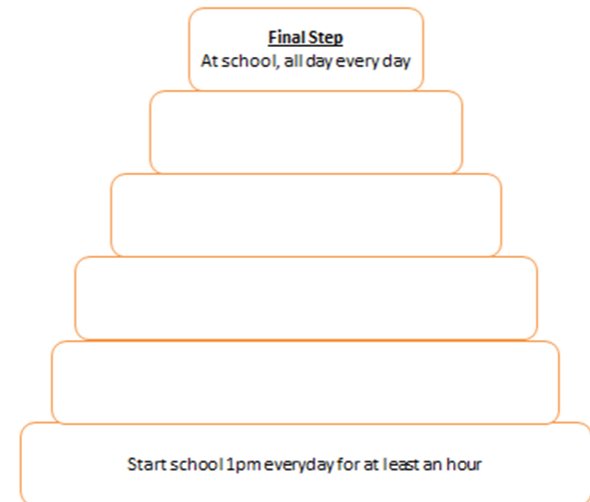 Final Step
At school, all day every day
Start school 1pm everyday for at least an hour